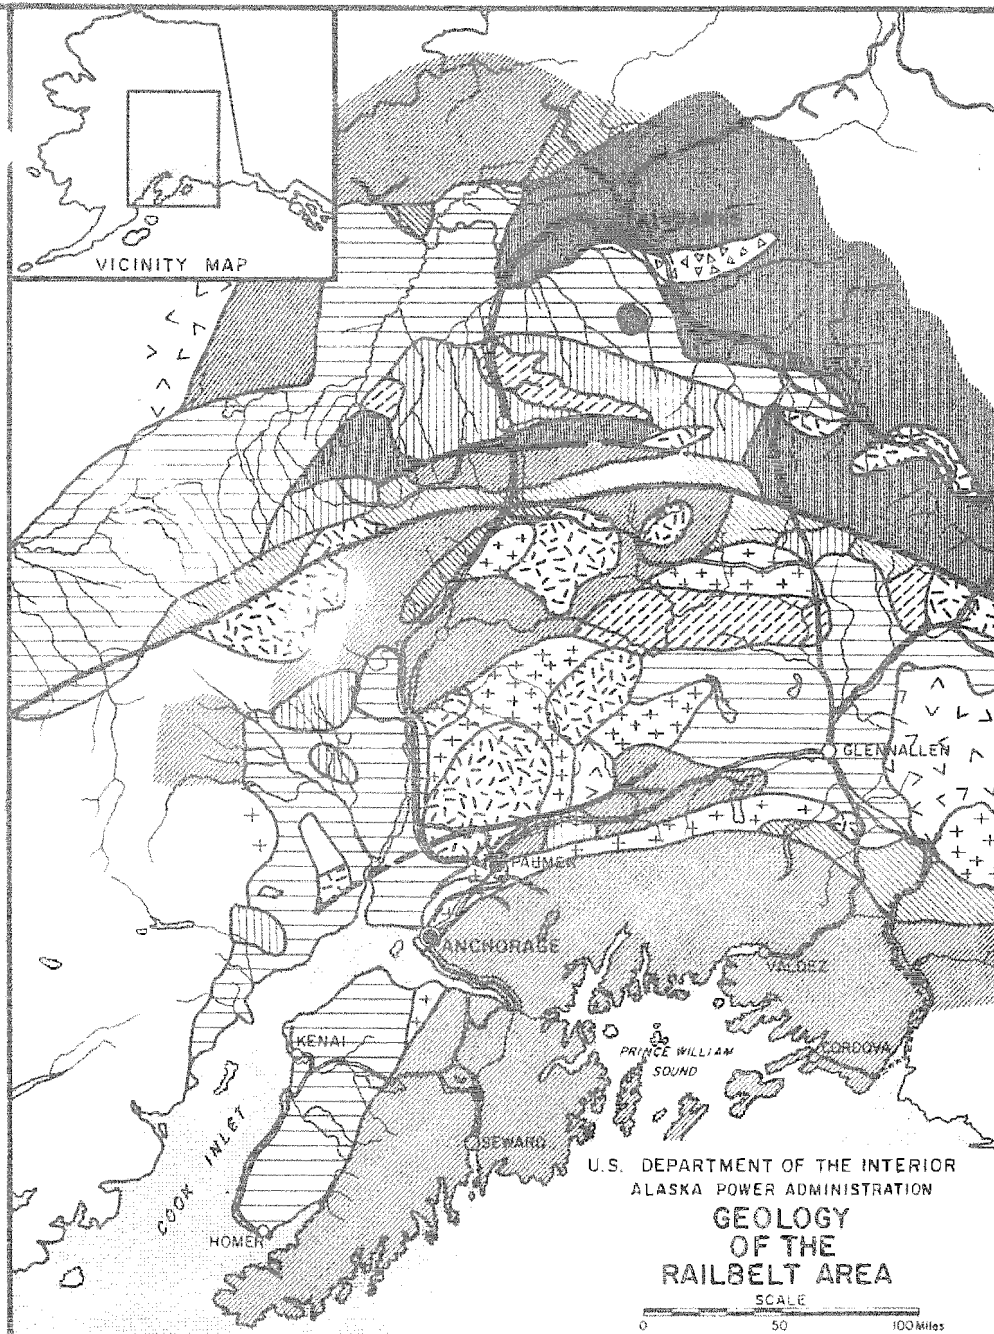 VICINITY MAP
GLENNALLEN
PALMER
ANCHORAGE
VALDEZ
KENAI
PRINCE WILLIAM
SOUND
CORDOVA
SEWARD
COOK INLET
HOMER
U.S. DEPARTMENT OF THE INTERIOR
ALASKA POWER ADMINISTRATION
GEOLOGY
OF THE
RAILBELT AREA
SCALE
0 50 100 Miles